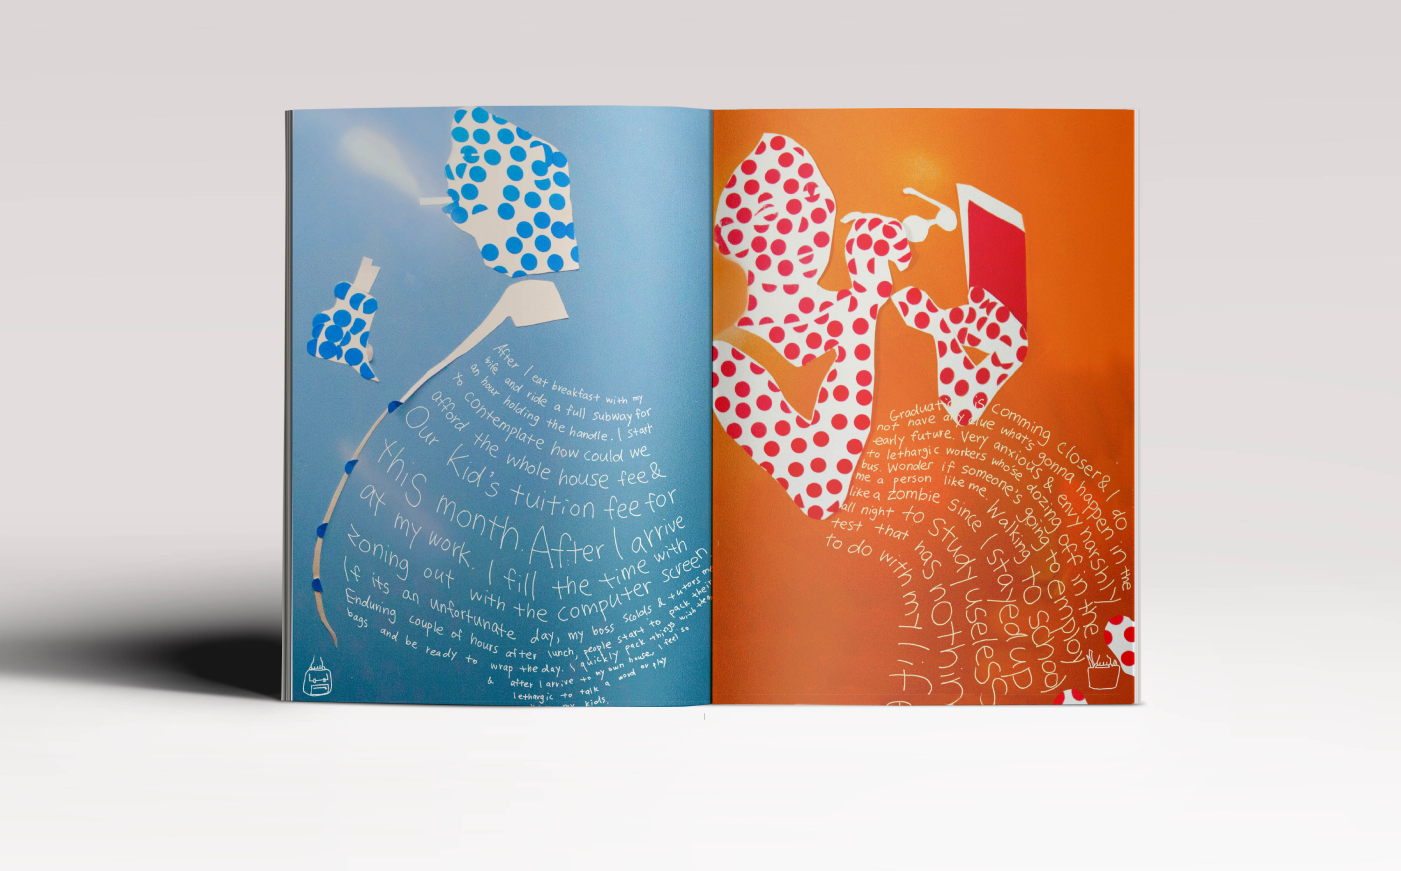 After I eat breakfast with my
wife and ride a full subway for
an hour holding the handle. I start
to contemplate how could we
afford the whole house fee &
Our Kid's tuition fee for
this month. After I arrive
at my work. I fill the time with
zoning out with the computer screen
If its an unfortunate day, my boss scolds & tutors me
Enduring couple of hours after lunch, people start to pack their
bags and be ready to wrap the day. I quickly pack things with
& after I arrive to my own house, I feel so
lethargic to talk a word or play
kids.
is comming closer & I do
not have any clue what's gonna happen in the
early future. Very anxious & envy harshly
to lethargic workers whose dozing off in the
bus. Wonder if someone's going to employ
me a person like me. Walking to school
like a zombie since I stayed up
all night to study useless
test that has nothin
to do with my life